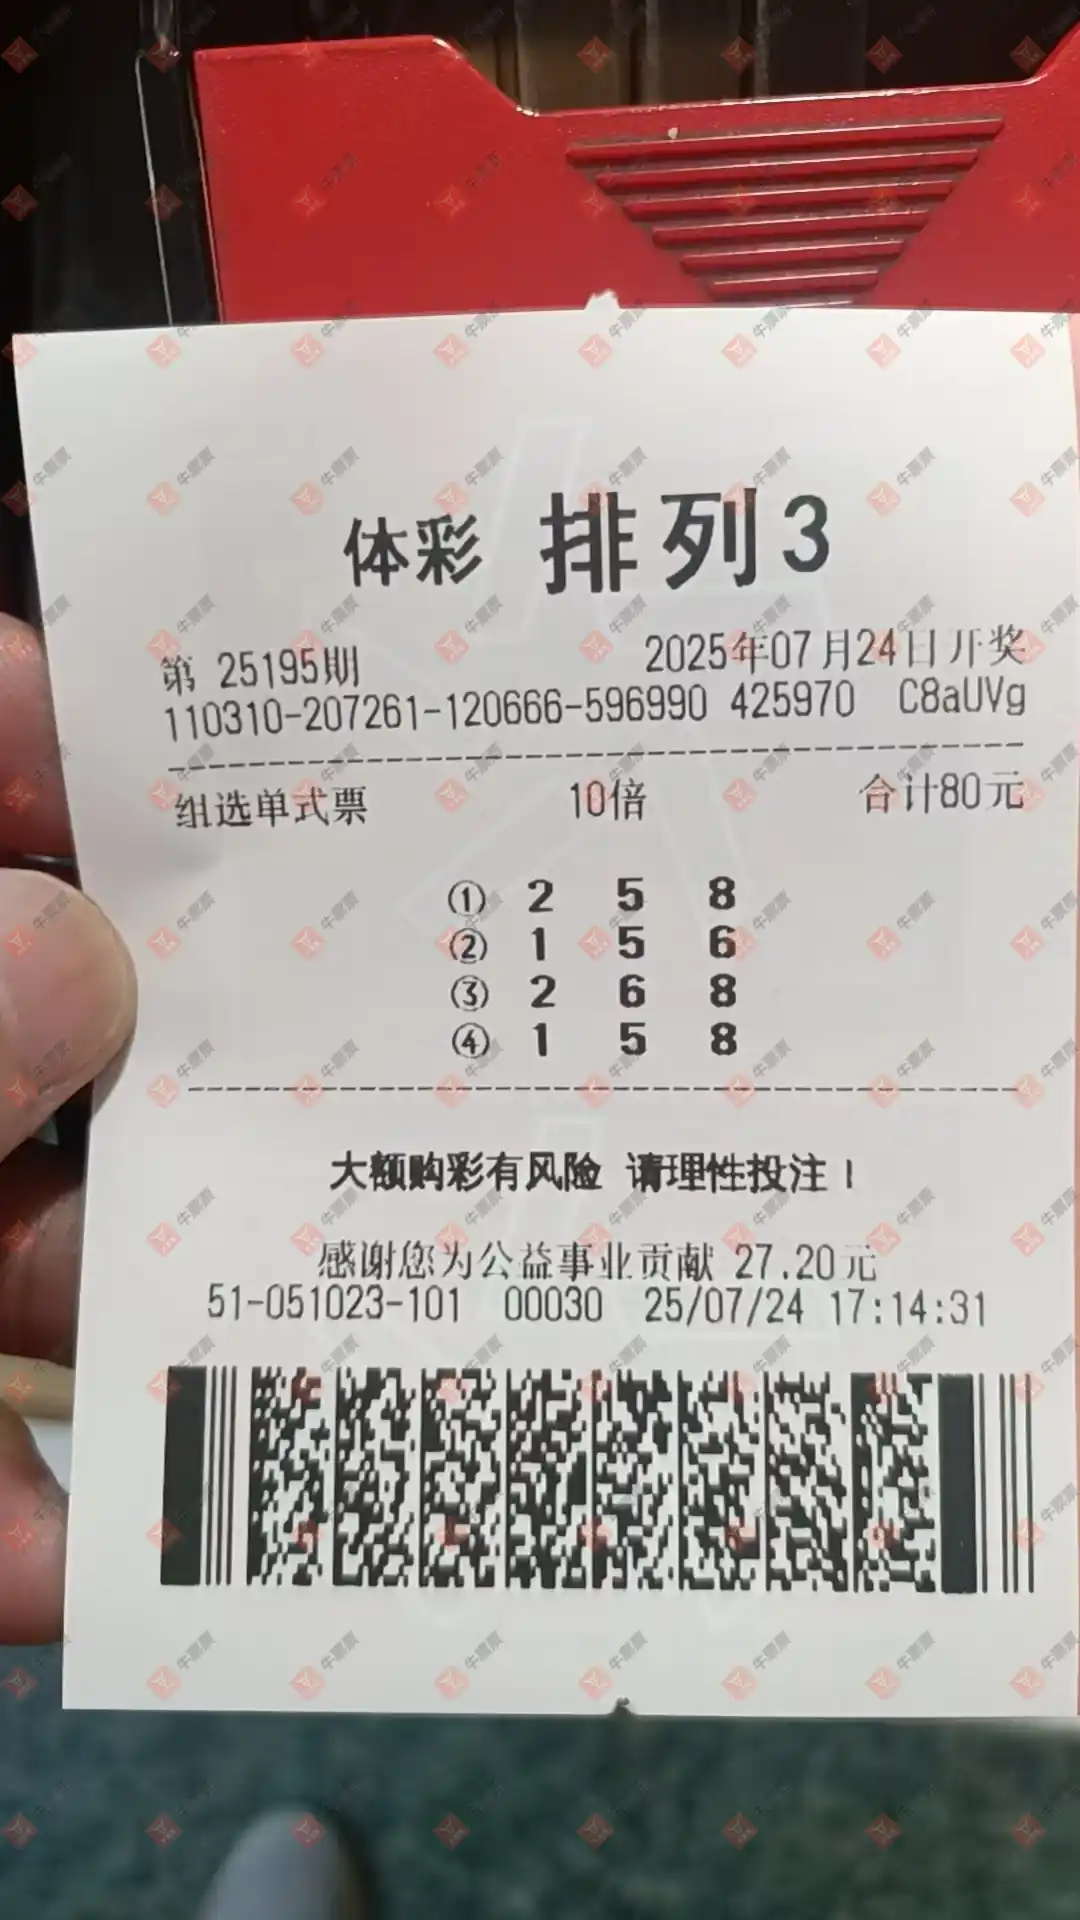 体彩 排列3
第 25195期 2025年07月24日开奖
110310-207261-120666-596990 425970 C8aUVg
组选单式票 10倍 合计80元
① 2 5 8
② 1 5 6
③ 2 6 8
④ 1 5 8
大额购彩有风险 请理性投注！
感谢您为公益事业贡献 27.20元
51-051023-101 00030 25/07/24 17:14:31
牛票票